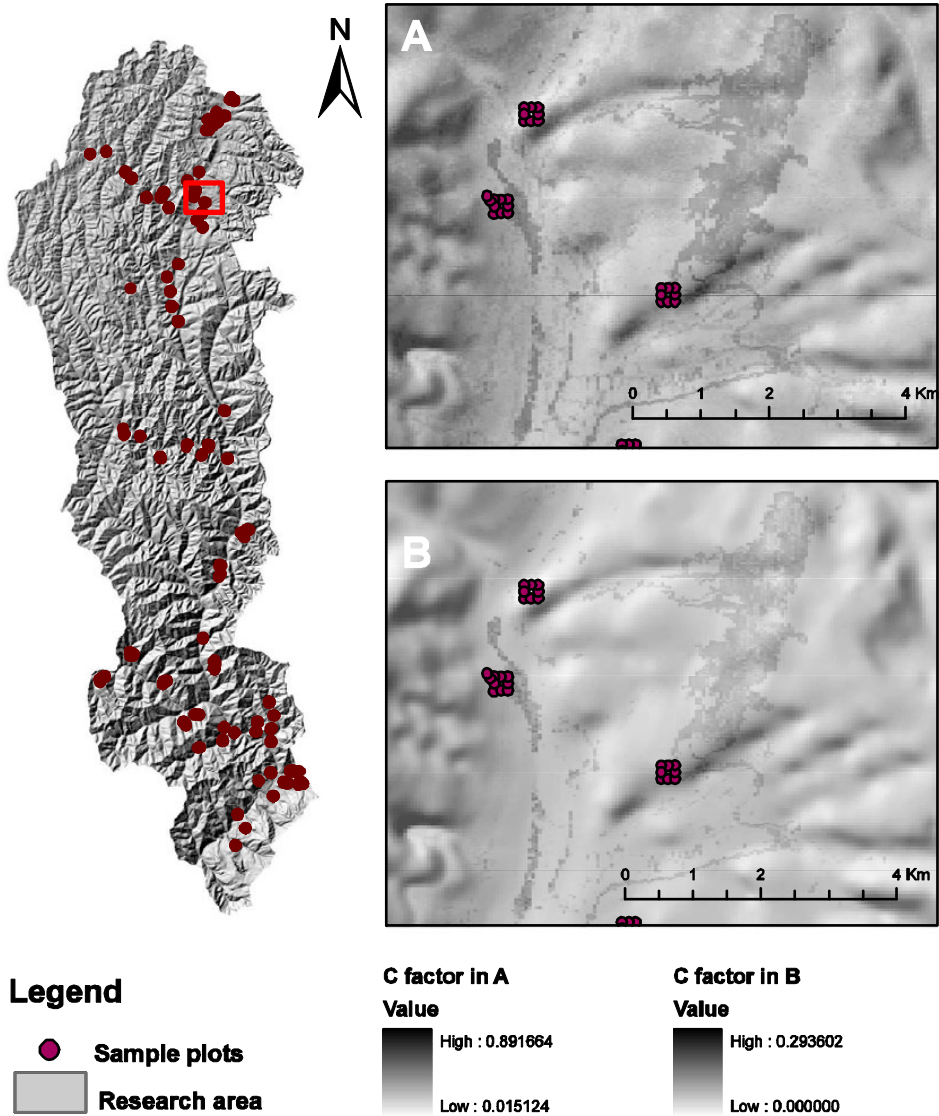 N
A
0 1 2 4 Km
B
0 1 2 4 Km
Legend
Sample plots
Research area
C factor in A
Value
High : 0.891664
Low : 0.015124
C factor in B
Value
High : 0.293602
Low : 0.000000